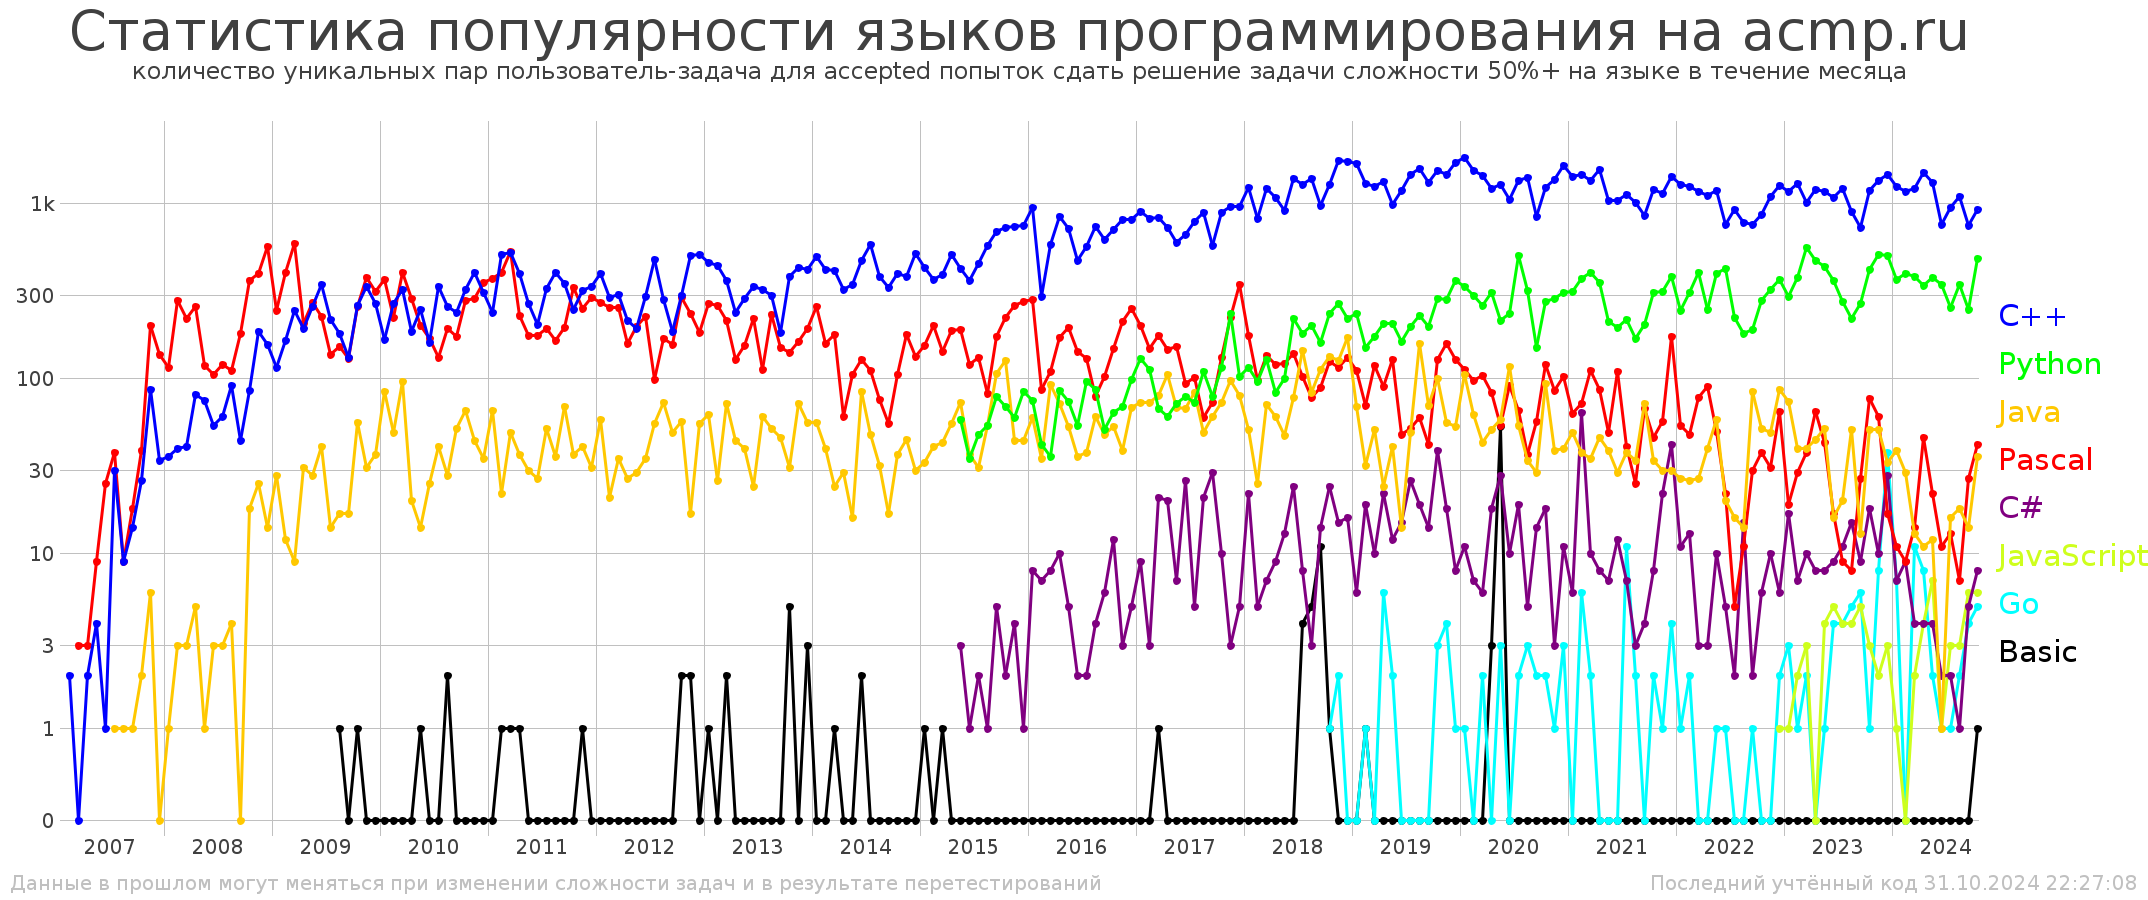 Статистика популярности языков программирования на acmp.ru
количество уникальных пар пользователь-задача для accepted попыток сдать решение задачи сложности 50%+ на языке в течение месяца
1k
300
100
30
10
3
1
0
C++
Python
Java
Pascal
C#
JavaScript
Go
Basic
2007 2008 2009 2010 2011 2012 2013 2014 2015 2016 2017 2018 2019 2020 2021 2022 2023 2024
Данные в прошлом могут меняться при изменении сложности задач и в результате перетестирований
Последний учтённый код 31.10.2024 22:27:08